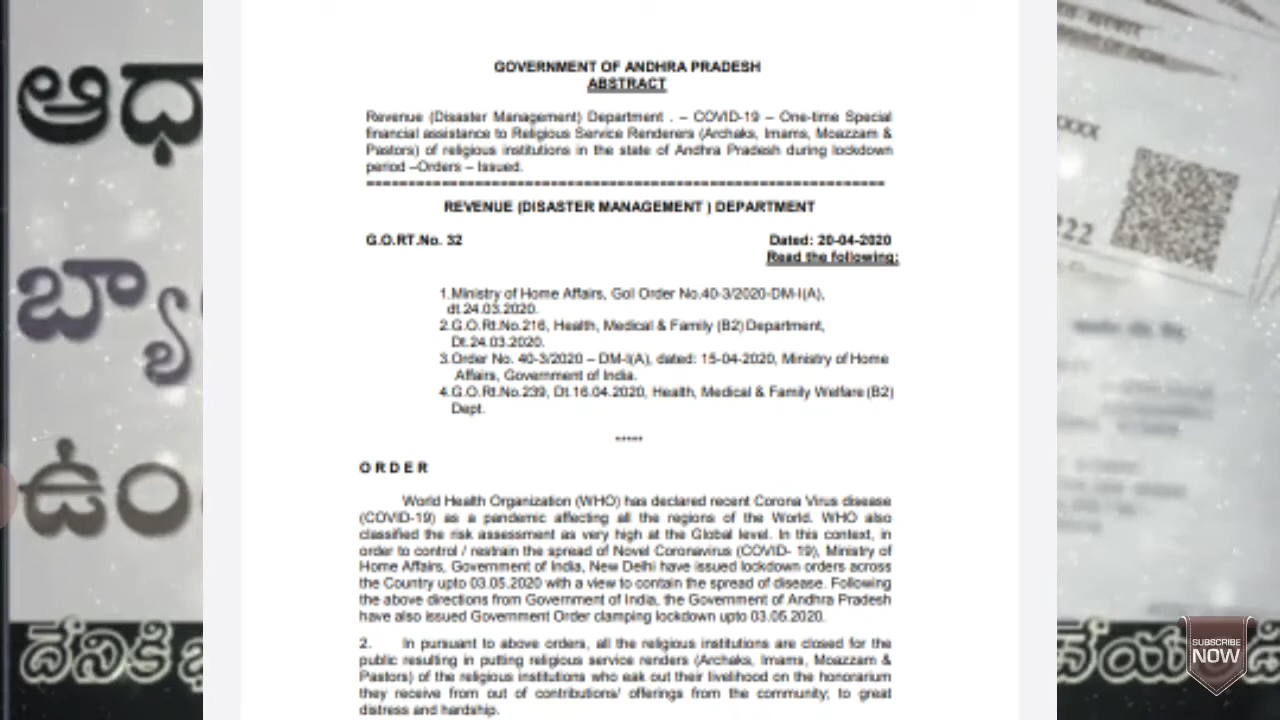 GOVERNMENT OF ANDHRA PRADESH
ABSTRACT
Revenue (Disaster Management) Department . – COVID-19 – One-time Special
financial assistance to Religious Service Renderers (Archaks, Imams, Moazzam &
Pastors) of religious institutions in the state of Andhra Pradesh during lockdown
period –Orders – Issued.
REVENUE (DISASTER MANAGEMENT ) DEPARTMENT
G.O.RT.No. 32
Dated: 20-04-2020
Read the following:
1.Ministry of Home Affairs, GoI Order No.40-3/2020-DM-I(A),
dt.24.03.2020.
2.G.O.Rt.No.216, Health, Medical & Family (B2) Department,
Dt.24.03.2020.
3.Order No. 40-3/2020 – DM-I(A), dated: 15-04-2020, Ministry of Home
Affairs, Government of India.
4.G.O.Rt.No.239, Dt.16.04.2020, Health, Medical & Family Welfare (B2)
Dept.
*****
O R D E R
World Health Organization (WHO) has declared recent Corona Virus disease
(COVID-19) as a pandemic affecting all the regions of the World. WHO also
classified the risk assessment as very high at the Global level. In this context, in
order to control / restrain the spread of Novel Coronavirus (COVID- 19), Ministry of
Home Affairs, Government of India, New Delhi have issued lockdown orders across
the Country upto 03.05.2020 with a view to contain the spread of disease. Following
the above directions from Government of India, the Government of Andhra Pradesh
have also issued Government Order clamping lockdown upto 03.05.2020.
2. In pursuant to above orders, all the religious institutions are closed for the
public resulting in putting religious service renders (Archaks, Imams, Moazzam &
Pastors) of the religious institutions who eak out their livelihood on the honorarium
they receive from out of contributions/ offerings from the community; to great
distress and hardship.
ఆధ
బ్యా
ఉం
దేనికి
చేయ
SUBSCRIBE
NOW